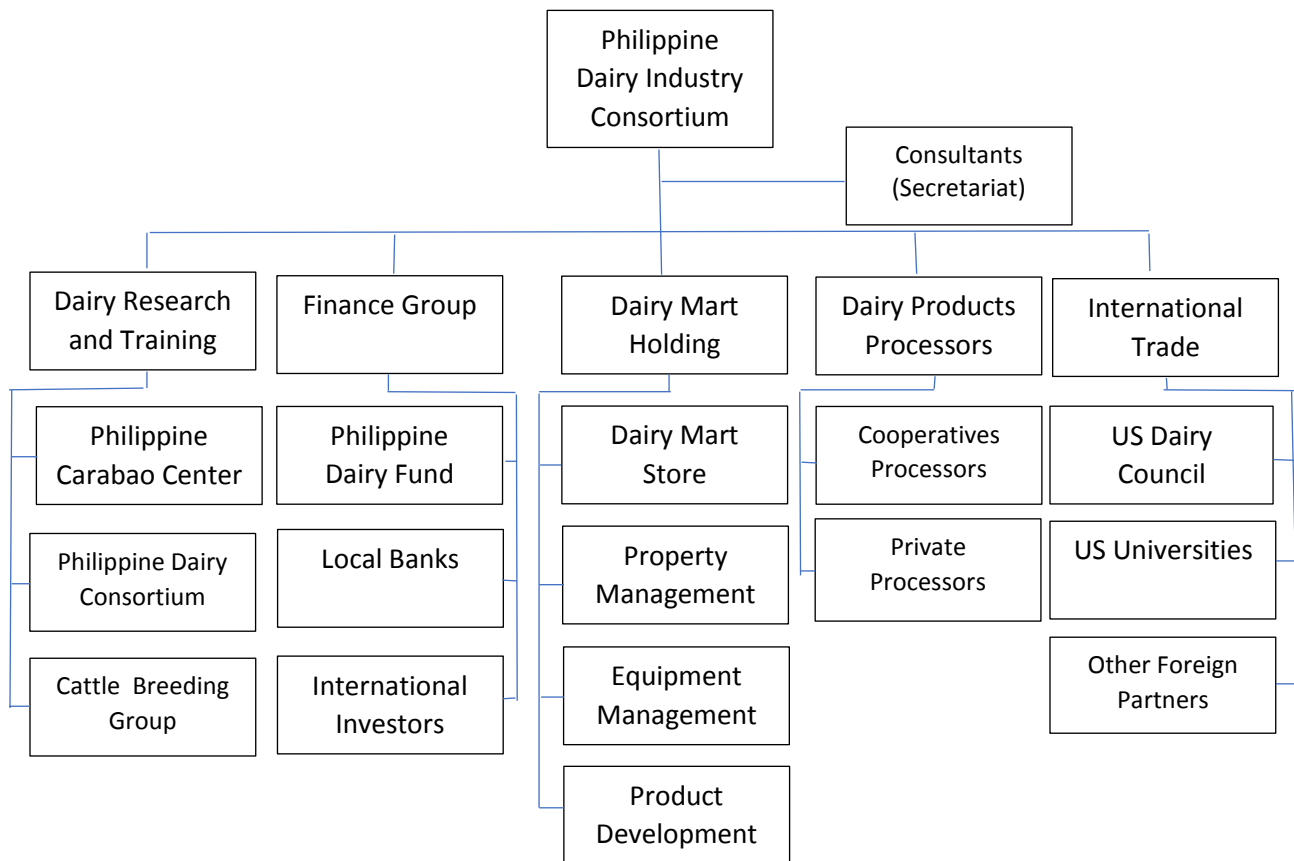 Philippine
Dairy Industry
Consortium
Consultants
(Secretariat)
Dairy Research
and Training
Finance Group
Dairy Mart
Holding
Dairy Products
Processors
International
Trade
Philippine
Carabao Center
Philippine
Dairy Fund
Dairy Mart
Store
Cooperatives
Processors
US Dairy
Council
Philippine Dairy
Consortium
Local Banks
Property
Management
Private
Processors
US Universities
Cattle  Breeding
Group
International
Investors
Equipment
Management
Other Foreign
Partners
Product
Development